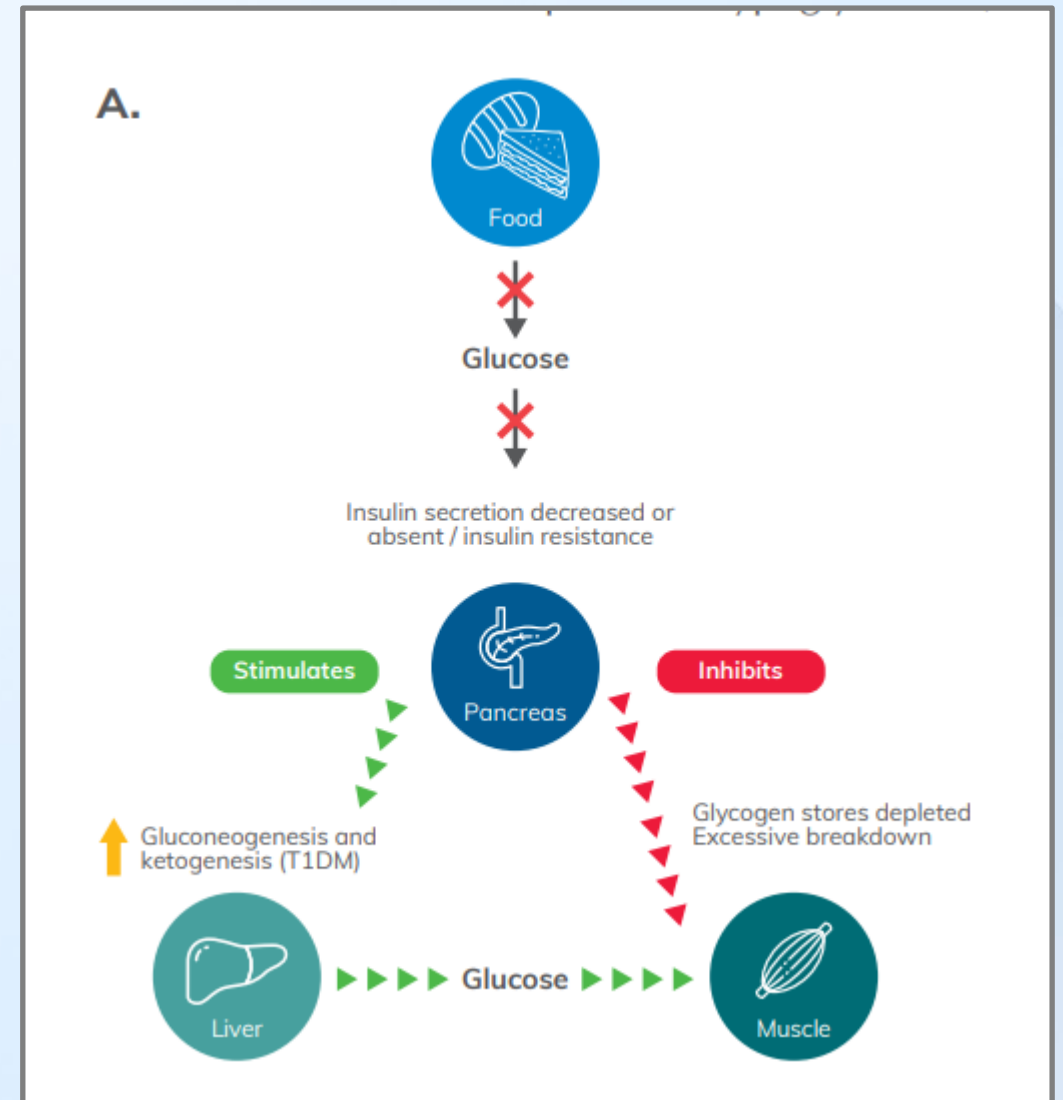 A.
Food
Glucose
Insulin secretion decreased or
absent / insulin resistance
Stimulates
Pancreas
Inhibits
Gluconeogenesis and
ketogenesis (T1DM)
Glycogen stores depleted
Excessive breakdown
Liver
Glucose
Muscle